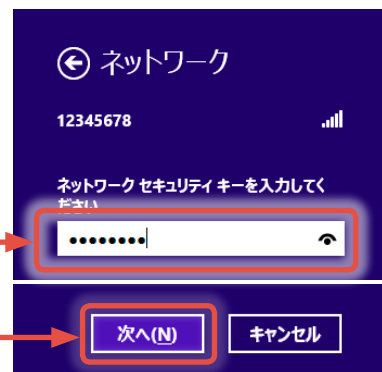 ネットワーク
12345678
ネットワーク セキュリティ キーを入力してく
ださい
••••••••
次へ(N)
キャンセル